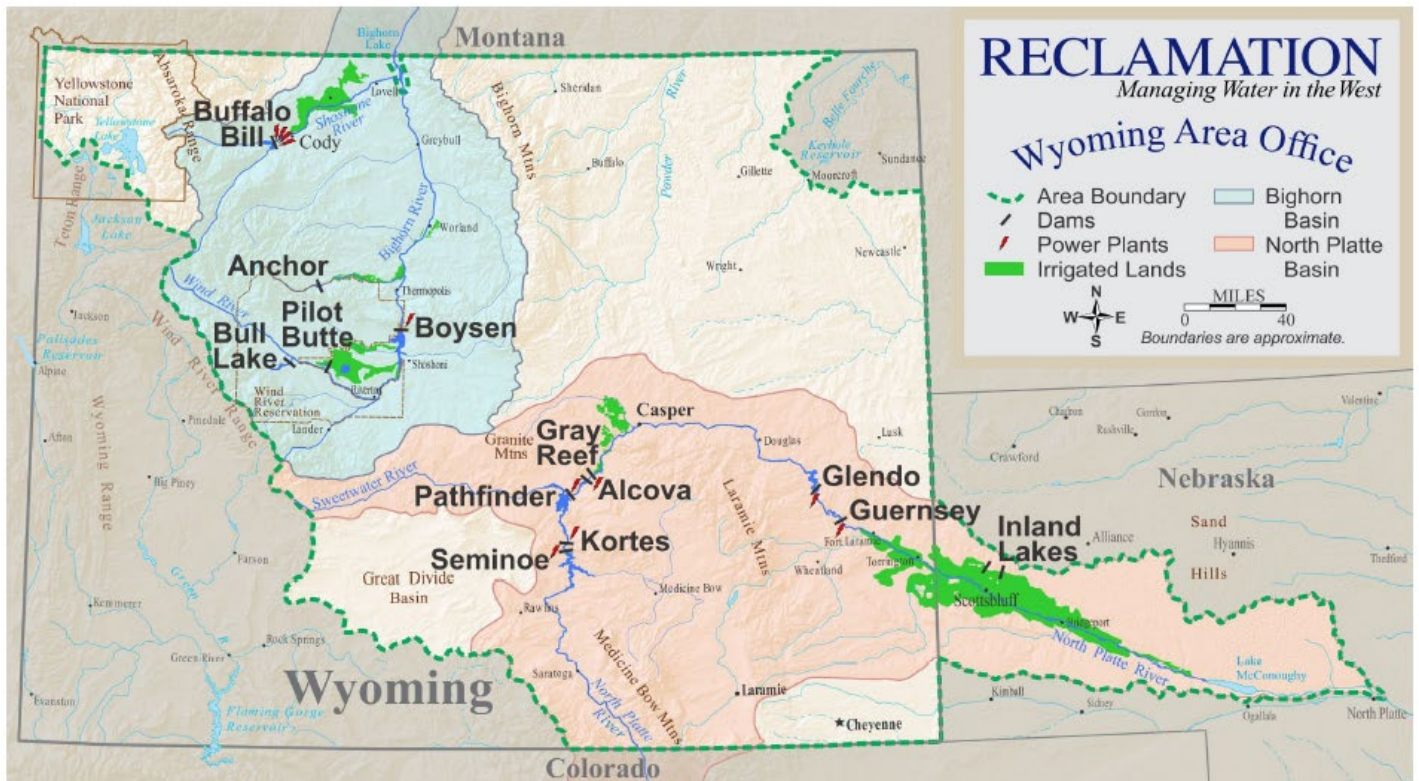 Montana
Bighorn
Lake
Yellowstone
National
Park
Absaroka Range
Yellowstone
Lake
Buffalo
Bill
Cody
Shoshone
River
Lovell
Greybull
Bighorn Mtns
Sheridan
Buffalo
Powder
River
Gillette
Belle Fourche
R.
Keyhole
Reservoir
Moorcroft
Sundance
Newcastle
Wright
Teton Range
Jackson
Lake
Jackson
Palisades
Reservoir
Alpine
Afton
Wyoming Range
Wind River
Wind River Range
Bighorn River
Worland
Anchor
Thermopolis
Pilot
Butte
Bull
Lake
Boysen
Shoshoni
Riverton
Wind
River
Reservation
Lander
Pinedale
Big Piney
Farson
Green
R.
Kemmerer
Rock Springs
Green River
Evanston
Flaming Gorge
Reservoir
Wyoming
Great Divide
Basin
Granite
Mtns
Sweetwater River
Gray
Reef
Casper
Pathfinder
Alcova
Seminoe
Kortes
Rawlins
Medicine Bow
Saratoga
North Platte
River
Medicine Bow Mtns
Laramie Mtns
Laramie
Cheyenne
Colorado
Douglas
Lusk
Glendo
Guernsey
Fort Laramie
Wheatland
Torrington
Inland
Lakes
Scottsbluff
Bridgeport
North Platte River
Lake
McConoughy
Ogallala
North Platte
Kimball
Sidney
Alliance
Sand
Hills
Hyannis
Thedford
Nebraska
Chadron
Gordon
Rushville
Crawford
Valentine
RECLAMATION
Managing Water in the West
Wyoming Area Office
Area Boundary
Dams
Power Plants
Irrigated Lands
Bighorn
Basin
North Platte
Basin
N
W
E
S
MILES
0
40
Boundaries are approximate.